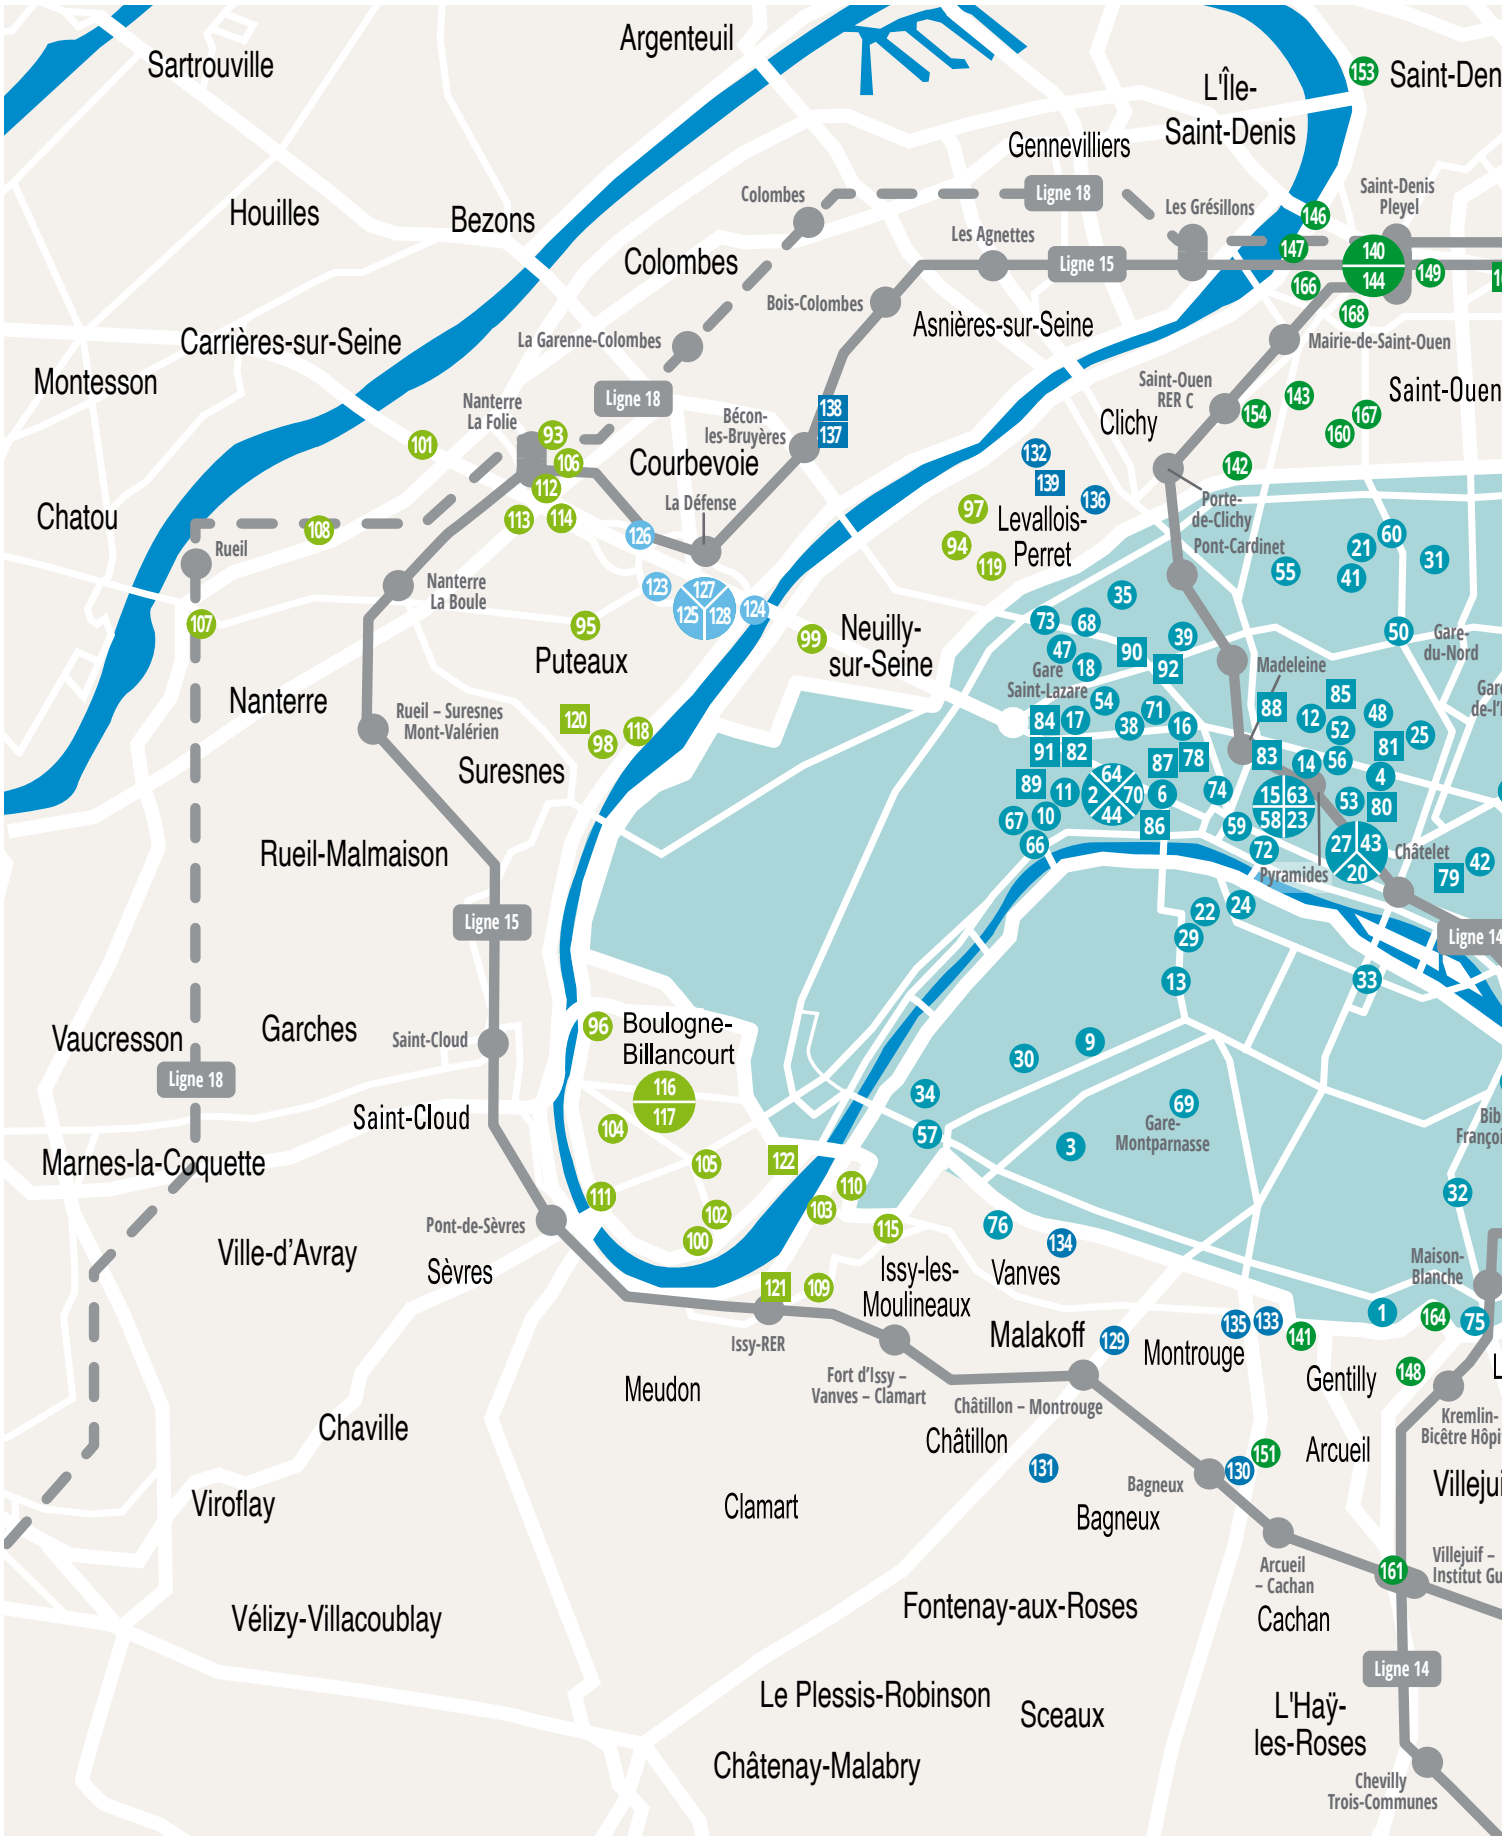 Argenteuil
Sartrouville
153
Saint-Den
L'Île-
Saint-Denis
Gennevilliers
Saint-Denis
Pleyel
Colombes
Ligne 18
Les Grésillons
Houilles
Bezons
146
Les Agnettes
147
140
144
149
Colombes
Ligne 15
166
Bois-Colombes
168
Asnières-sur-Seine
Carrières-sur-Seine
La Garenne-Colombes
Mairie-de-Saint-Ouen
Montesson
Saint-Ouen
RER C
Saint-Ouen
Nanterre
La Folie
Ligne 18
138
137
Bécon-
les-Bruyères
143
154
167
160
Clichy
101
93
106
Courbevoie
132
142
139
136
112
Porte-
de-Clichy
Chatou
113
114
La Défense
97
Levallois-
Perret
108
126
94
119
Pont-Cardinet
60
21
31
Rueil
55
41
Nanterre
La Boule
123
127
125
128
124
35
107
95
99
Neuilly-
sur-Seine
73
68
39
50
Gare-
du-Nord
Puteaux
47
90
18
92
Gare
Saint-Lazare
Madeleine
Nanterre
54
85
88
Rueil – Suresnes
Mont-Valérien
120
118
98
84
17
38
71
16
12
52
48
25
81
Suresnes
91
82
87
78
83
14
56
4
89
11
64
2
70
44
6
74
15
63
58
23
53
80
67
10
86
59
27
43
20
Châtelet
66
72
Pyramides
42
79
Rueil-Malmaison
Ligne 15
22
24
29
Ligne 14
13
33
Vaucresson
Garches
Saint-Cloud
96
Boulogne-
Billancourt
9
30
Ligne 18
116
117
34
69
Saint-Cloud
104
57
Gare-
Montparnasse
3
Marnes-la-Coquette
105
122
110
111
103
32
Pont-de-Sèvres
102
100
115
76
134
Ville-d'Avray
Sèvres
121
109
Issy-les-
Moulineaux
Vanves
Maison-
Blanche
1
164
75
Issy-RER
Malakoff
129
135
133
141
Montrouge
Fort d'Issy –
Vanves – Clamart
Gentilly
148
Meudon
Châtillon – Montrouge
Kremlin-
Chaville
Châtillon
Arcueil
131
151
130
Bagneux
Viroflay
Clamart
Bagneux
Arcueil
– Cachan
161
Villejuif –
Fontenay-aux-Roses
Vélizy-Villacoublay
Cachan
Ligne 14
Le Plessis-Robinson
Sceaux
L'Haÿ-
les-Roses
Châtenay-Malabry
Chevilly
Trois-Communes